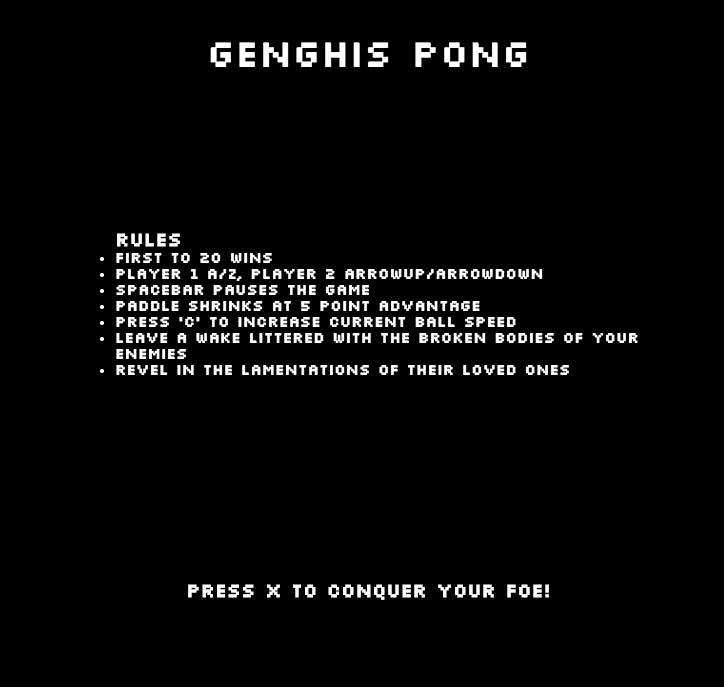 GENGHIS PONG
RULES
• FIRST TO 20 WINS
• PLAYER 1 A/Z, PLAYER 2 ARROWUP/ARROWDOWN
• SPACEBAR PAUSES THE GAME
• PADDLE SHRINKS AT 5 POINT ADVANTAGE
• PRESS 'C' TO INCREASE CURRENT BALL SPEED
• LEAVE A WAKE LITTERED WITH THE BROKEN BODIES OF YOUR
ENEMIES
• REVEL IN THE LAMENTATIONS OF THEIR LOVED ONES
PRESS X TO CONQUER YOUR FOE!